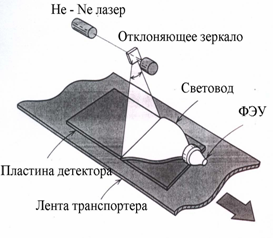 He - Ne лазер
Отклоняющее зеркало
Световод
ФЭУ
Пластина детектора
Лента транспортера